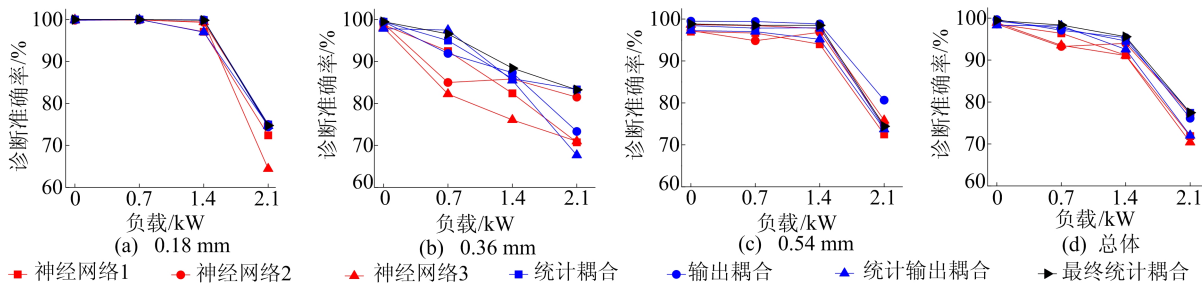 100
90
80
70
60
诊断准确率/%
0
0.7
1.4
2.1
负载/kW
(a) 0.18 mm
100
90
80
70
60
诊断准确率/%
0
0.7
1.4
2.1
负载/kW
(b) 0.36 mm
100
90
80
70
60
诊断准确率/%
0
0.7
1.4
2.1
负载/kW
(c) 0.54 mm
100
90
80
70
60
诊断准确率/%
0
0.7
1.4
2.1
负载/kW
(d) 总体
神经网络1
神经网络2
神经网络3
统计耦合
输出耦合
统计输出耦合
最终统计耦合